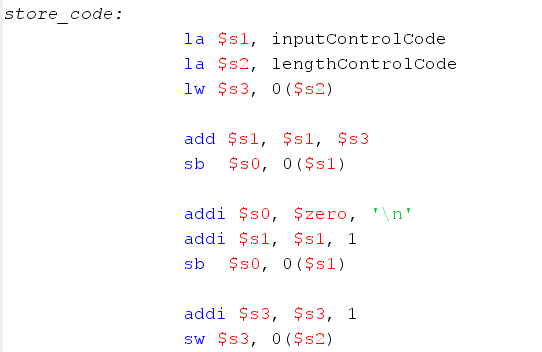 store_code:
la $s1, inputControlCode
la $s2, lengthControlCode
lw $s3, 0($s2)
add $s1, $s1, $s3
sb  $s0, 0($s1)
addi $s0, $zero, '\n'
addi $s1, $s1, 1
sb  $s0, 0($s1)
addi $s3, $s3, 1
sw $s3, 0($s2)